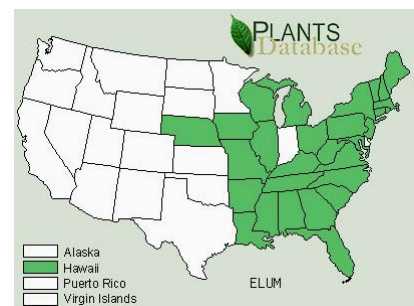 PLANTS
Database
Alaska
Hawaii
Puerto Rico
Virgin Islands
ELUM